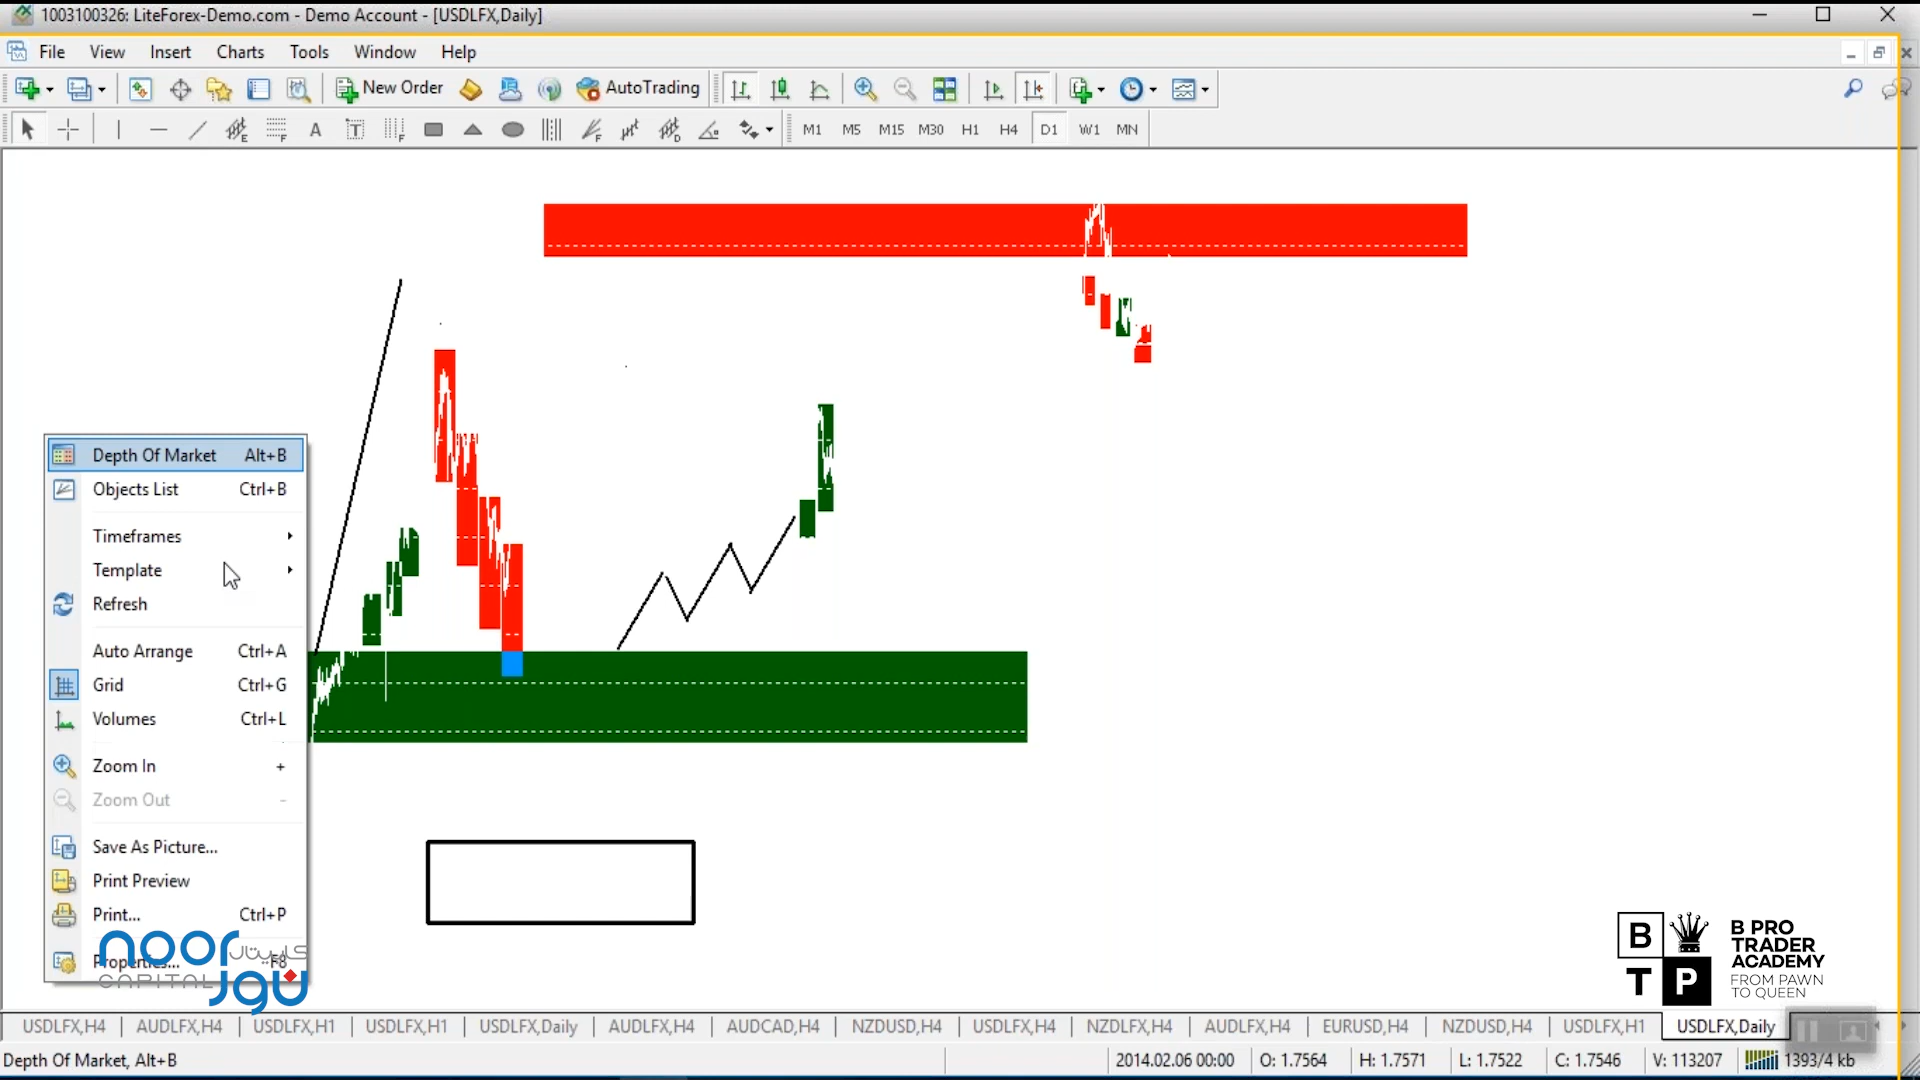 1003100326: LiteForex-Demo.com - Demo Account - [USDLFX,Daily]
File View Insert Charts Tools Window Help
New Order AutoTrading
A T M1 M5 M15 M30 H1 H4 D1 W1 MN
Depth Of Market Alt+B
Objects List Ctrl+B
Timeframes
Template
Refresh
Auto Arrange Ctrl+A
Grid Ctrl+G
Volumes Ctrl+L
Zoom In +
Zoom Out -
Save As Picture...
Print Preview
Print... Ctrl+P
Properties... F8
noor كابيتال
CAPITAL نور
B T P
B PRO
TRADER
ACADEMY
FROM PAWN
TO QUEEN
USDLFX,H4 AUDLFX,H4 USDLFX,H1 USDLFX,H1 USDLFX,Daily AUDLFX,H4 AUDCAD,H4 NZDUSD,H4 USDLFX,H4 NZDLFX,H4 AUDLFX,H4 EURUSD,H4 NZDUSD,H4 USDLFX,H1 USDLFX,Daily
Depth Of Market, Alt+B 2014.02.06 00:00 O: 1.7564 H: 1.7571 L: 1.7522 C: 1.7546 V: 113207 1393/4 kb